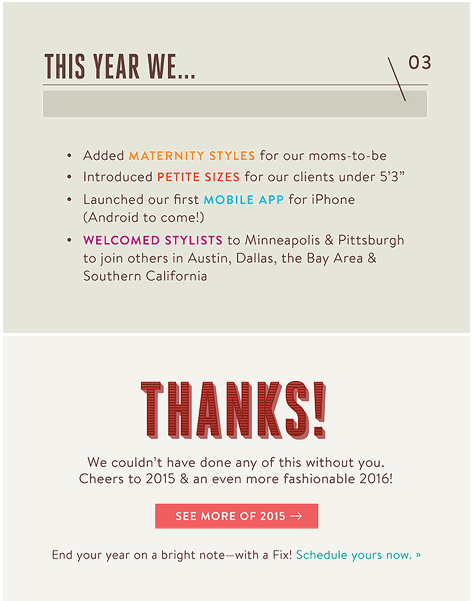 THIS YEAR WE...
03
• Added MATERNITY STYLES for our moms-to-be
• Introduced PETITE SIZES for our clients under 5'3"
• Launched our first MOBILE APP for iPhone
(Android to come!)
• WELCOMED STYLISTS to Minneapolis & Pittsburgh
to join others in Austin, Dallas, the Bay Area &
Southern California
THANKS!
We couldn't have done any of this without you.
Cheers to 2015 & an even more fashionable 2016!
SEE MORE OF 2015 →
End your year on a bright note—with a Fix! Schedule yours now. »